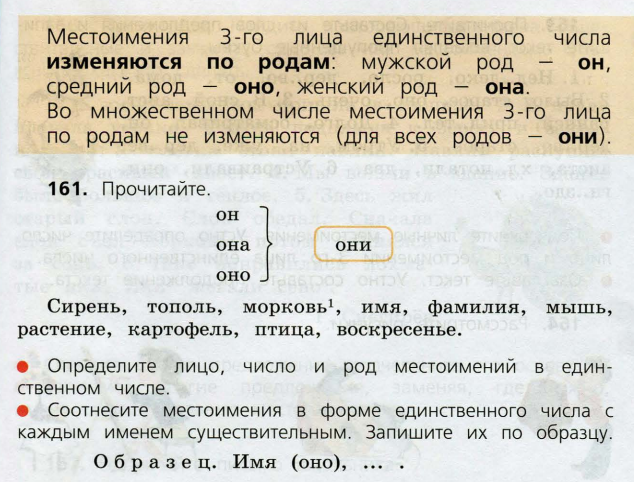 Местоимения 3-го лица единственного числа
изменяются по родам: мужской род – он,
средний род – оно, женский род – она.
Во множественном числе местоимения 3-го лица
по родам не изменяются (для всех родов – они).
161. Прочитайте.
он
она
они
оно
Сирень, тополь, морковь¹, имя, фамилия, мышь,
растение, картофель, птица, воскресенье.
● Определите лицо, число и род местоимений в един-
ственном числе.
● Соотнесите местоимения в форме единственного числа с
каждым именем существительным. Запишите их по образцу.
Образец. Имя (оно), ... .